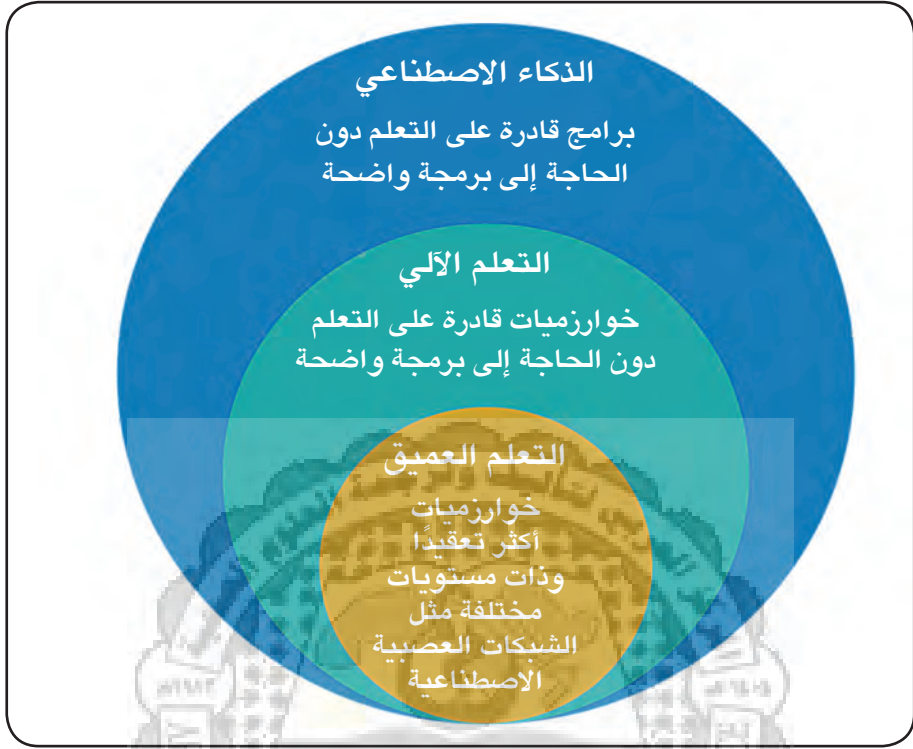 الذكاء الاصطناعي
برامج قادرة على التعلم دون
الحاجة إلى برمجة واضحة
التعلم الآلي
خوارزميات قادرة على التعلم
دون الحاجة إلى برمجة واضحة
التعلم العميق
خوارزميات
أكثر تعقيدًا
وذات مستويات
مختلفة مثل
الشبكات العصبية
الاصطناعية